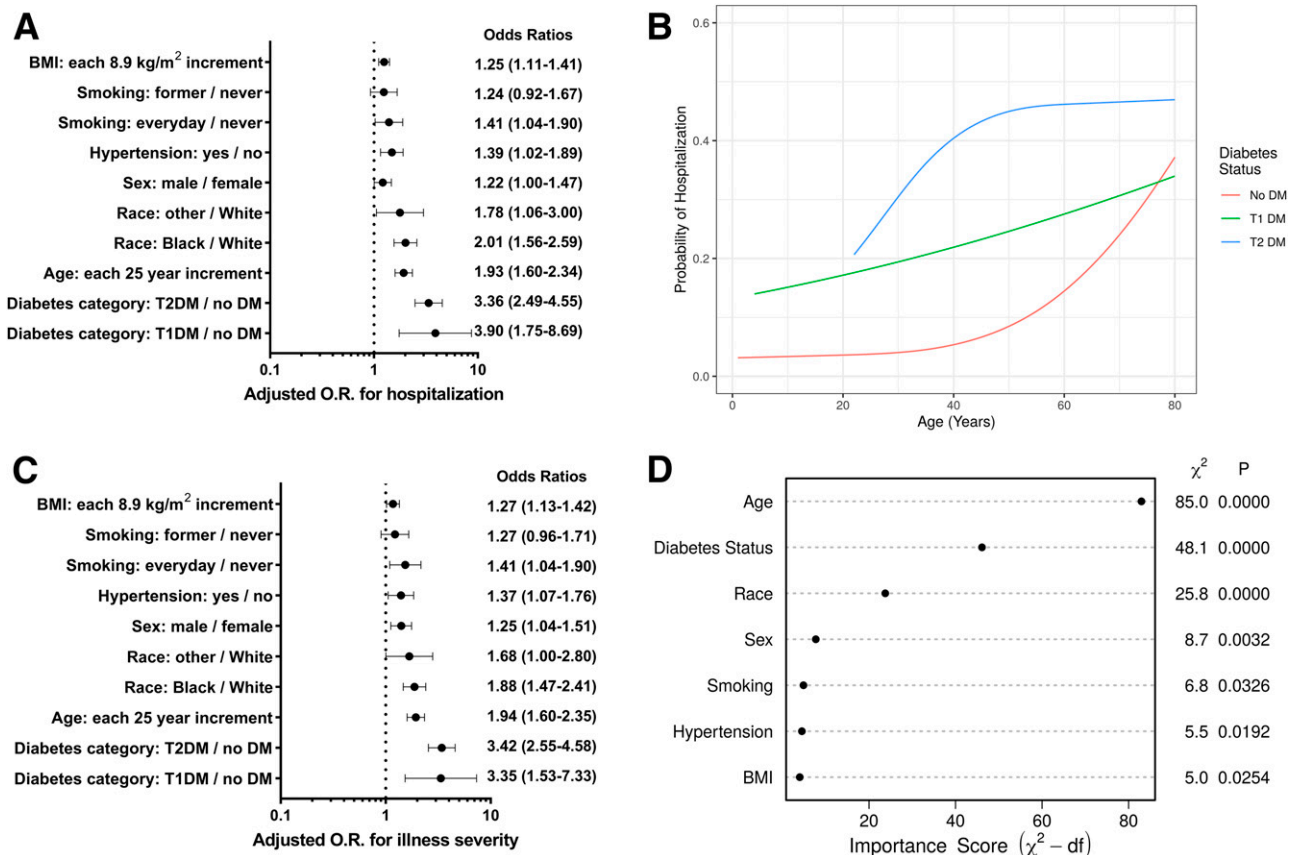 A
Odds Ratios
BMI: each 8.9 kg/m² increment 1.25 (1.11-1.41)
Smoking: former / never 1.24 (0.92-1.67)
Smoking: everyday / never 1.41 (1.04-1.90)
Hypertension: yes / no 1.39 (1.02-1.89)
Sex: male / female 1.22 (1.00-1.47)
Race: other / White 1.78 (1.06-3.00)
Race: Black / White 2.01 (1.56-2.59)
Age: each 25 year increment 1.93 (1.60-2.34)
Diabetes category: T2DM / no DM 3.36 (2.49-4.55)
Diabetes category: T1DM / no DM 3.90 (1.75-8.69)
0.1 1 10
Adjusted O.R. for hospitalization
B
Probability of Hospitalization
0.6
0.4
0.2
0.0
0 20 40 60 80
Age (Years)
Diabetes
Status
No DM
T1 DM
T2 DM
C
Odds Ratios
BMI: each 8.9 kg/m² increment 1.27 (1.13-1.42)
Smoking: former / never 1.27 (0.96-1.71)
Smoking: everyday / never 1.41 (1.04-1.90)
Hypertension: yes / no 1.37 (1.07-1.76)
Sex: male / female 1.25 (1.04-1.51)
Race: other / White 1.68 (1.00-2.80)
Race: Black / White 1.88 (1.47-2.41)
Age: each 25 year increment 1.94 (1.60-2.35)
Diabetes category: T2DM / no DM 3.42 (2.55-4.58)
Diabetes category: T1DM / no DM 3.35 (1.53-7.33)
0.1 1 10
Adjusted O.R. for illness severity
D
χ² P
Age 85.0 0.0000
Diabetes Status 48.1 0.0000
Race 25.8 0.0000
Sex 8.7 0.0032
Smoking 6.8 0.0326
Hypertension 5.5 0.0192
BMI 5.0 0.0254
20 40 60 80
Importance Score (χ² − df)